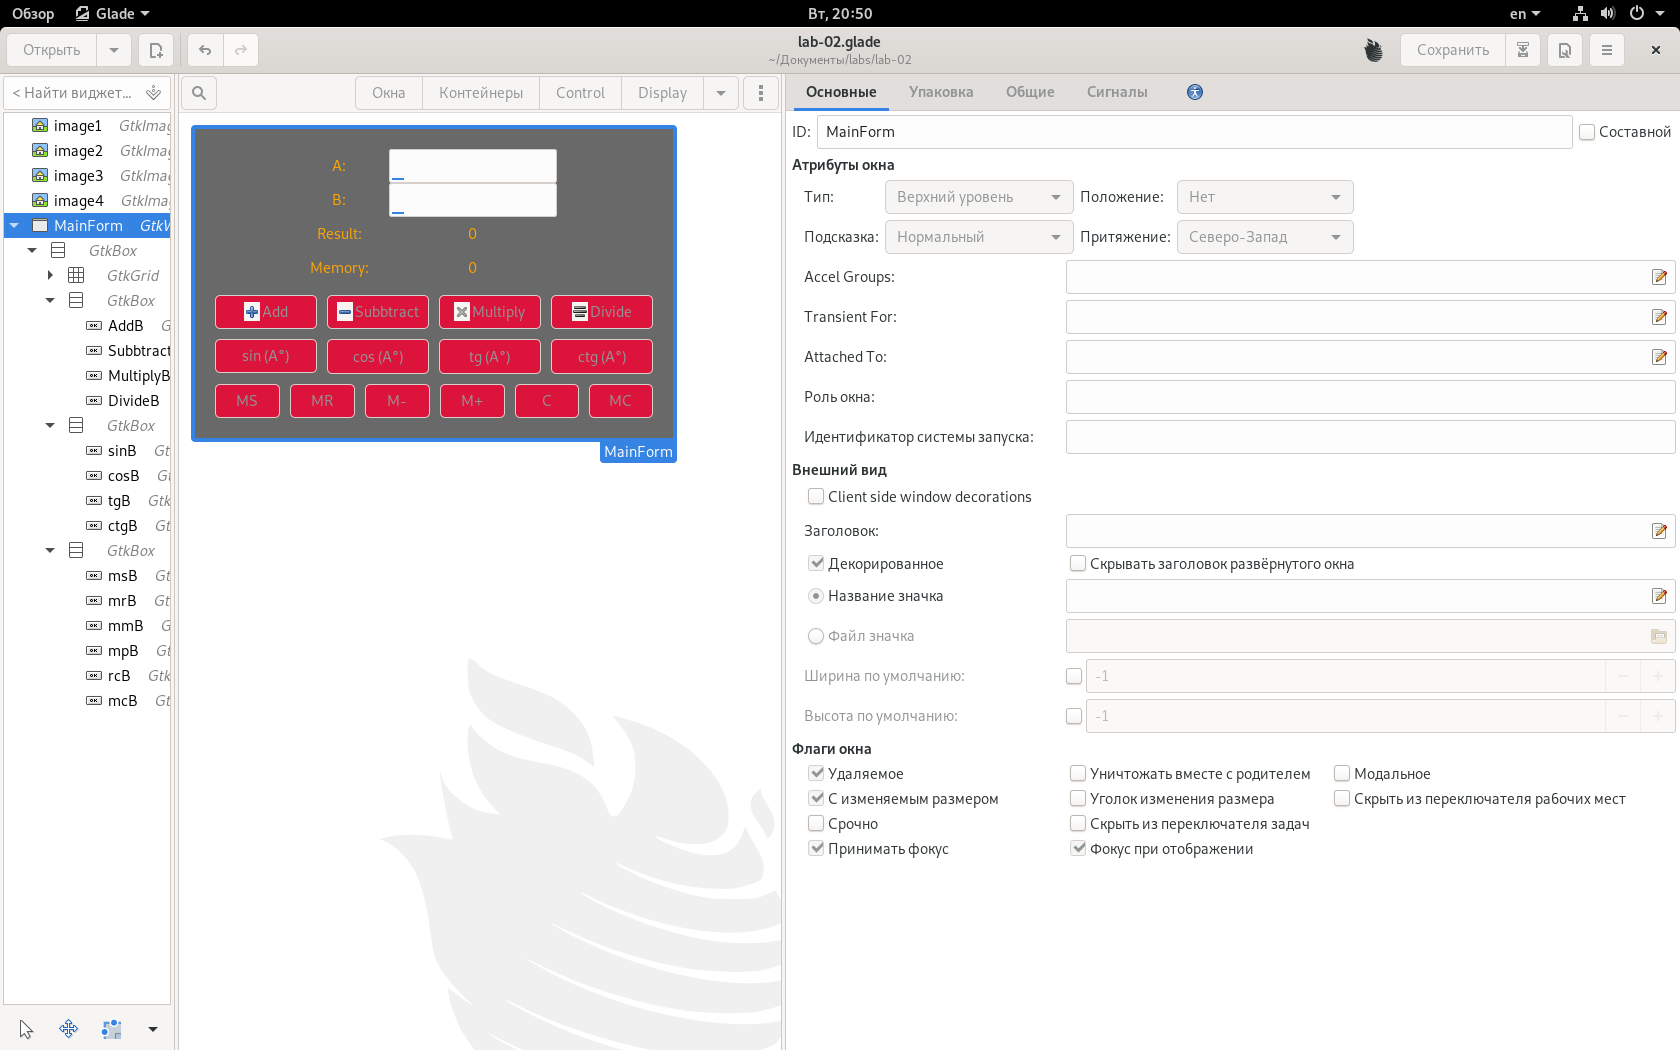 Обзор Glade Вт, 20:50 en
Открыть lab-02.glade Сохранить
~/Документы/labs/lab-02
< Найти виджет... Окна Контейнеры Control Display Основные Упаковка Общие Сигналы
image1 GtkImag
image2 GtkImag
image3 GtkImag
image4 GtkImag
MainForm GtkW
GtkBox
GtkGrid
GtkBox
AddB G
Subbtract
MultiplyB
DivideB
GtkBox
sinB Gt
cosB Gt
tgB Gtk
ctgB Gt
GtkBox
msB Gt
mrB Gt
mmB G
mpB Gt
rcB Gtk
mcB Gt
A:
B:
Result: 0
Memory: 0
Add Subbtract Multiply Divide
sin (A°) cos (A°) tg (A°) ctg (A°)
MS MR M- M+ C MC
MainForm
ID: MainForm Составной
Атрибуты окна
Тип: Верхний уровень Положение: Нет
Подсказка: Нормальный Притяжение: Северо-Запад
Accel Groups:
Transient For:
Attached To:
Роль окна:
Идентификатор системы запуска:
Внешний вид
Client side window decorations
Заголовок:
Декорированное Скрывать заголовок развёрнутого окна
Название значка
Файл значка
Ширина по умолчанию: -1
Высота по умолчанию: -1
Флаги окна
Удаляемое Уничтожать вместе с родителем Модальное
С изменяемым размером Уголок изменения размера Скрыть из переключателя рабочих мест
Срочно Скрыть из переключателя задач
Принимать фокус Фокус при отображении